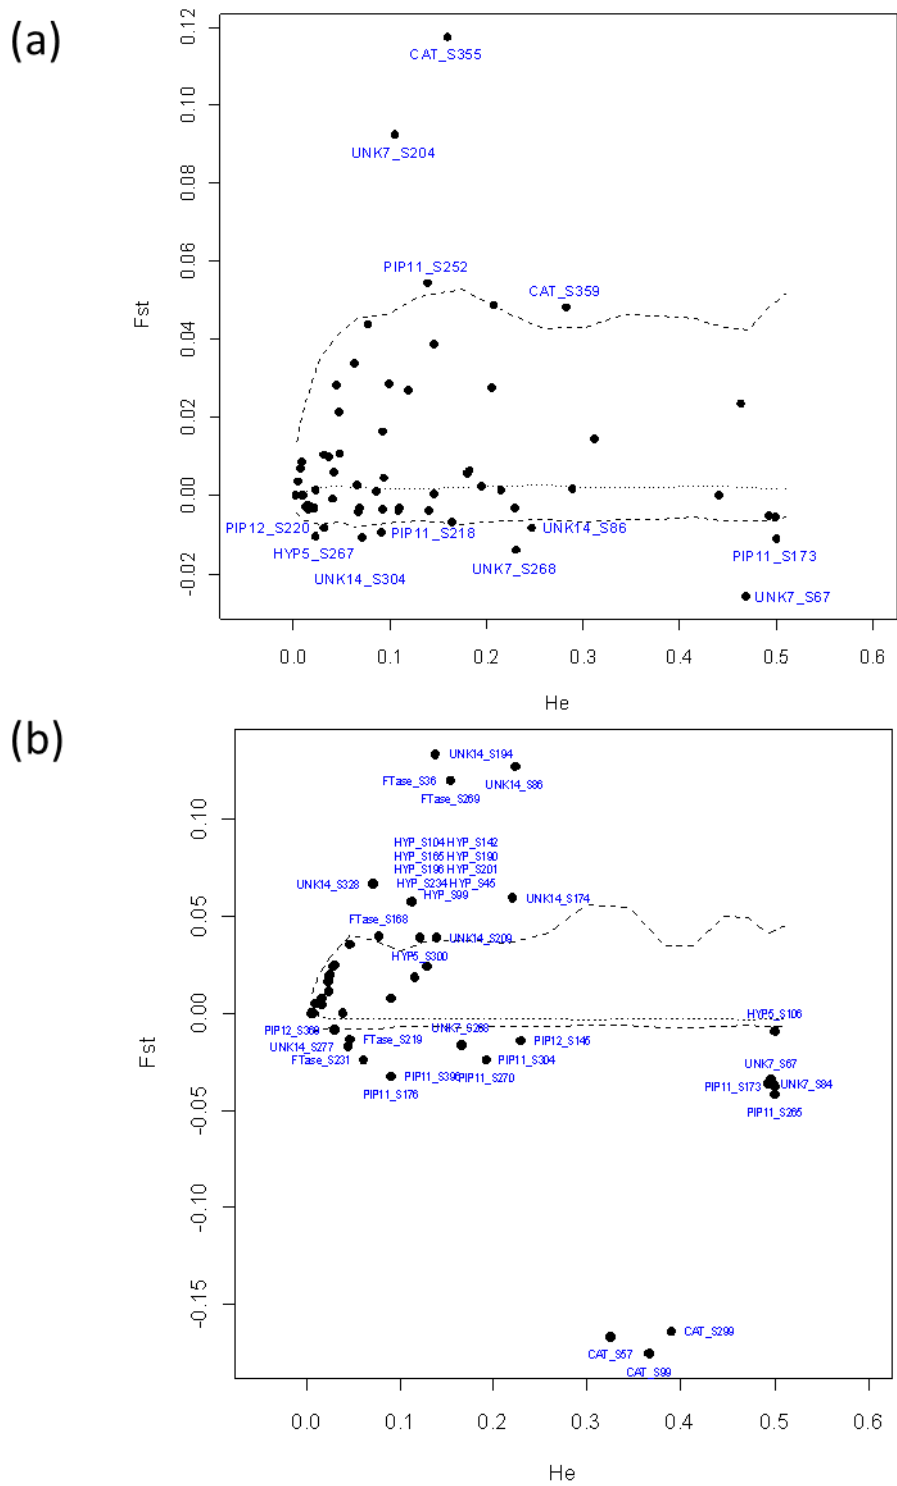 (a)
0.12
CAT_S355
0.10
UNK7_S204
0.08
0.06
PIP11_S252
CAT_S359
Fst
0.04
0.02
0.00
PIP12_S220
PIP11_S218
UNK14_S86
HYP5_S267
UNK7_S268
PIP11_S173
UNK14_S304
-0.02
UNK7_S67
0.0 0.1 0.2 0.3 0.4 0.5 0.6
He
(b)
UNK14_S194
FTase_S36
UNK14_S86
FTase_S269
0.10
HYP_S104 HYP_S142
HYP_S165 HYP_S190
HYP_S196 HYP_S201
UNK14_S328
HYP_S234 HYP_S45
HYP_S99
UNK14_S174
0.05
FTase_S168
UNK14_S209
HYP5_S300
0.00
HYP5_S106
PIP12_S369
UNK7_S268
FTase_S219
PIP12_S145
UNK14_S277
FTase_S231
PIP11_S304
UNK7_S67
PIP11_S396
PIP11_S270
PIP11_S173
UNK7_S84
PIP11_S176
Fst
-0.05
PIP11_S265
-0.10
-0.15
CAT_S299
CAT_S57
CAT_S99
0.0 0.1 0.2 0.3 0.4 0.5 0.6
He